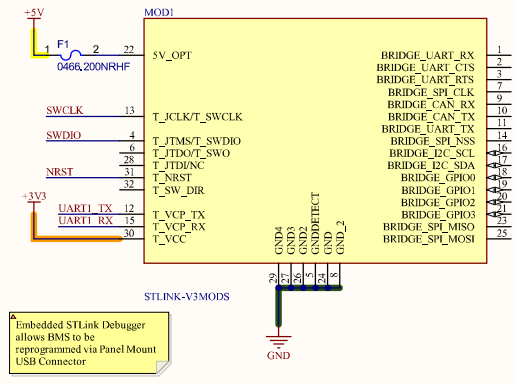 +5V
MOD1
F1
1
2
22
5V_OPT
0466.200NRHF
BRIDGE_UART_RX
1
BRIDGE_UART_CTS
2
BRIDGE_UART_RTS
3
BRIDGE_SPI_CLK
7
BRIDGE_CAN_RX
9
SWCLK
13
T_JCLK/T_SWCLK
BRIDGE_CAN_TX
10
BRIDGE_UART_TX
11
SWDIO
4
T_JTMS/T_SWDIO
BRIDGE_SPI_NSS
14
6
T_JTDO/T_SWO
BRIDGE_I2C_SCL
16
28
T_JTDI/NC
BRIDGE_I2C_SDA
17
NRST
31
T_NRST
BRIDGE_GPIO0
18
32
T_SW_DIR
BRIDGE_GPIO1
19
+3V3
BRIDGE_GPIO2
20
UART1_TX
12
T_VCP_TX
BRIDGE_GPIO3
21
UART1_RX
15
T_VCP_RX
BRIDGE_SPI_MISO
23
30
T_VCC
BRIDGE_SPI_MOSI
25
GND4
GND3
GND2
GNDDETECT
GND
GND_2
29
27
26
5
24
8
STLINK-V3MODS
GND
Embedded STLink Debugger
allows BMS to be
reprogrammed via Panel Mount
USB Connector